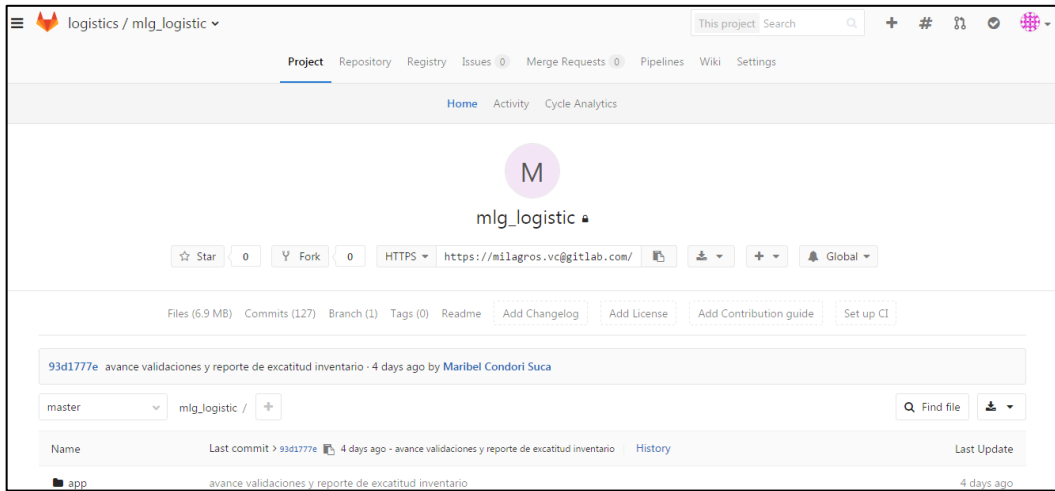 logistics / mlg_logistic
This project Search
Project Repository Registry Issues 0 Merge Requests 0 Pipelines Wiki Settings
Home Activity Cycle Analytics
M
mlg_logistic
Star 0 Fork 0 HTTPS https://milagros.vc@gitlab.com/ Global
Files (6.9 MB) Commits (127) Branch (1) Tags (0) Readme Add Changelog Add License Add Contribution guide Set up CI
93d1777e avance validaciones y reporte de excatitud inventario · 4 days ago by Maribel Condori Suca
master mlg_logistic / + Find file
Name Last commit > 93d1777e 4 days ago - avance validaciones y reporte de excatitud inventario History Last Update
app avance validaciones y reporte de excatitud inventario 4 days ago